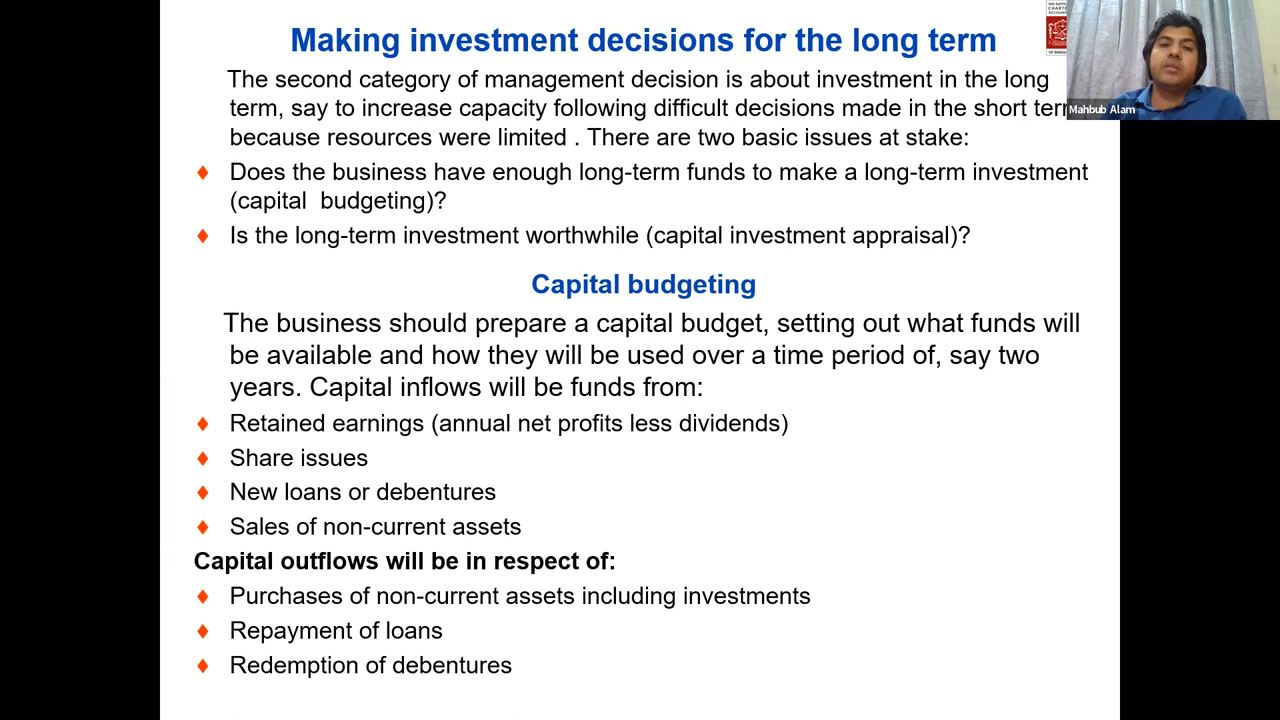 Making investment decisions for the long term
The second category of management decision is about investment in the long
term, say to increase capacity following difficult decisions made in the short
because resources were limited . There are two basic issues at stake:
Does the business have enough long-term funds to make a long-term investment
(capital budgeting)?
Is the long-term investment worthwhile (capital investment appraisal)?
Capital budgeting
The business should prepare a capital budget, setting out what funds will
be available and how they will be used over a time period of, say two
years. Capital inflows will be funds from:
Retained earnings (annual net profits less dividends)
Share issues
New loans or debentures
Sales of non-current assets
Capital outflows will be in respect of:
Purchases of non-current assets including investments
Repayment of loans
Redemption of debentures
Mahbub Alam